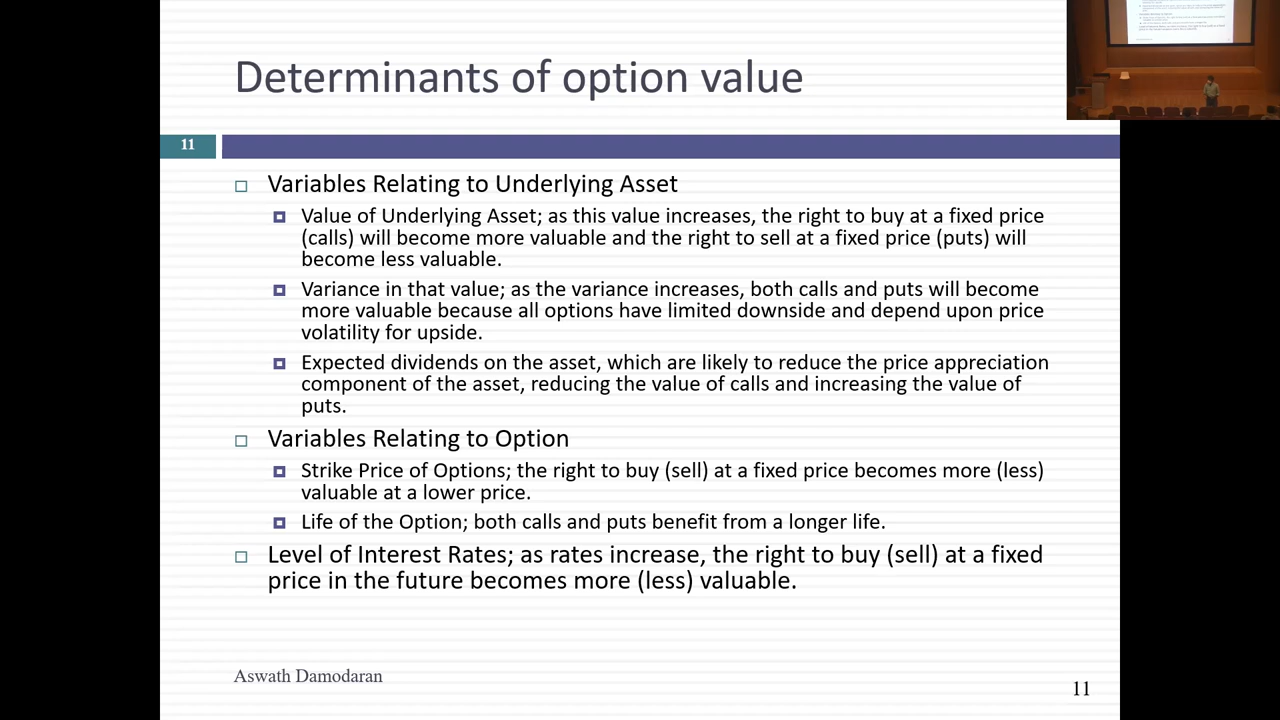 Determinants of option value
11
Variables Relating to Underlying Asset
Value of Underlying Asset; as this value increases, the right to buy at a fixed price
(calls) will become more valuable and the right to sell at a fixed price (puts) will
become less valuable.
Variance in that value; as the variance increases, both calls and puts will become
more valuable because all options have limited downside and depend upon price
volatility for upside.
Expected dividends on the asset, which are likely to reduce the price appreciation
component of the asset, reducing the value of calls and increasing the value of
puts.
Variables Relating to Option
Strike Price of Options; the right to buy (sell) at a fixed price becomes more (less)
valuable at a lower price.
Life of the Option; both calls and puts benefit from a longer life.
Level of Interest Rates; as rates increase, the right to buy (sell) at a fixed
price in the future becomes more (less) valuable.
Aswath Damodaran
11